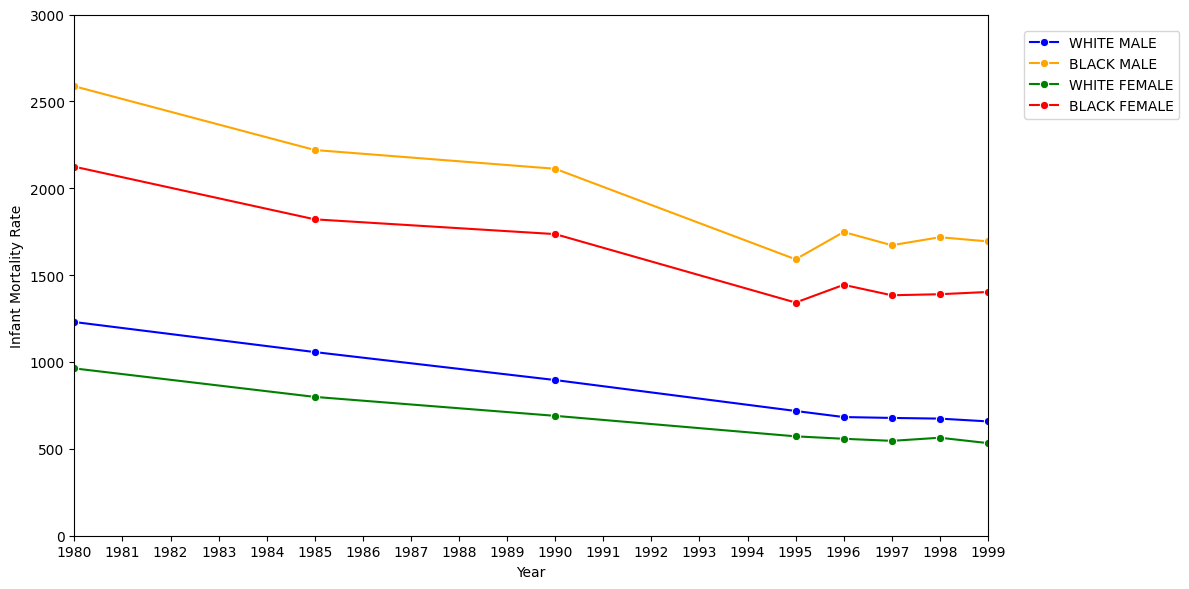 3000
2500
2000
1500
1000
500
0
Infant Mortality Rate
1980 1981 1982 1983 1984 1985 1986 1987 1988 1989 1990 1991 1992 1993 1994 1995 1996 1997 1998 1999
Year
WHITE MALE
BLACK MALE
WHITE FEMALE
BLACK FEMALE